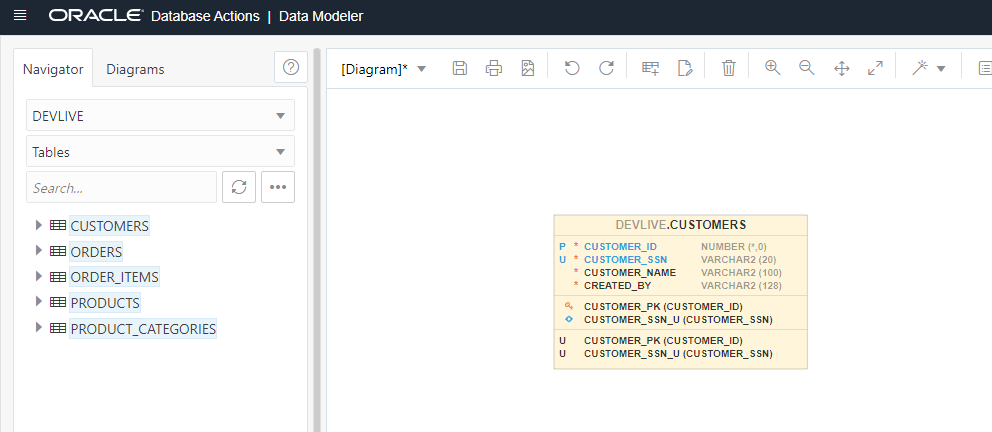 ORACLE Database Actions | Data Modeler
Navigator Diagrams
[Diagram]*
DEVLIVE
Tables
Search...
CUSTOMERS
ORDERS
ORDER_ITEMS
PRODUCTS
PRODUCT_CATEGORIES
DEVLIVE.CUSTOMERS
P * CUSTOMER_ID NUMBER (*,0)
U * CUSTOMER_SSN VARCHAR2 (20)
* CUSTOMER_NAME VARCHAR2 (100)
* CREATED_BY VARCHAR2 (128)
CUSTOMER_PK (CUSTOMER_ID)
CUSTOMER_SSN_U (CUSTOMER_SSN)
U CUSTOMER_PK (CUSTOMER_ID)
U CUSTOMER_SSN_U (CUSTOMER_SSN)